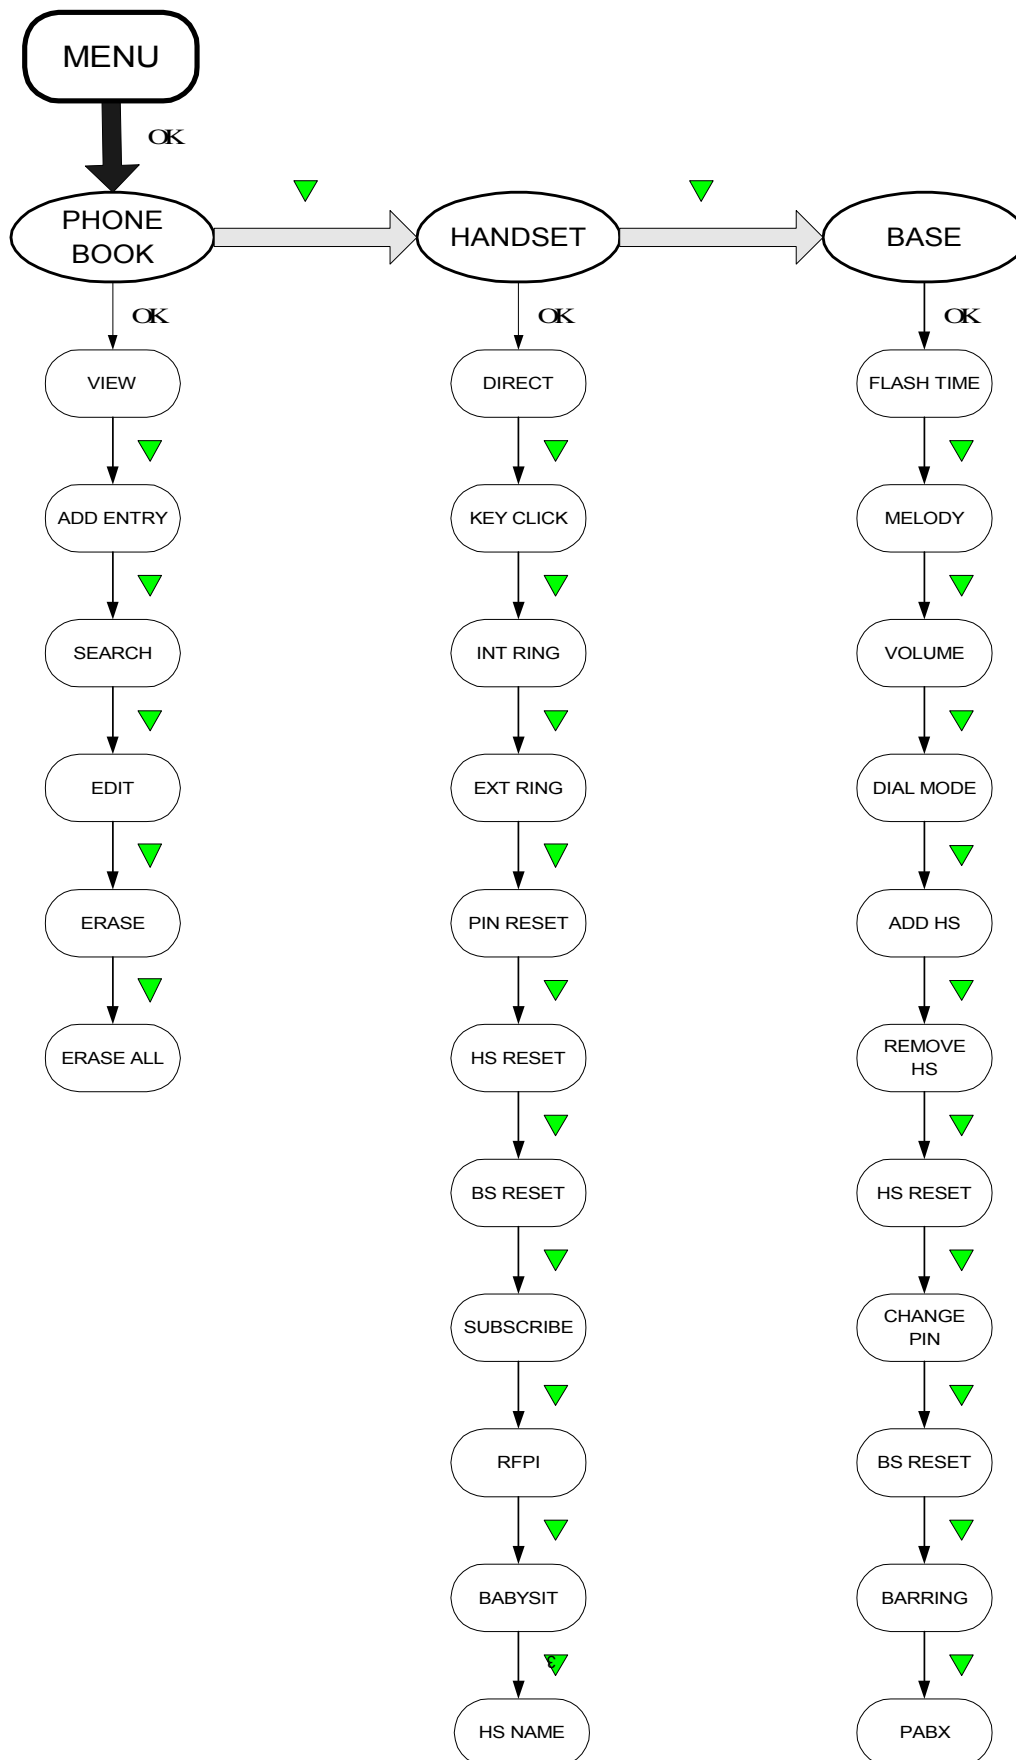 MENU
OK
PHONE
BOOK
HANDSET
BASE
OK
OK
OK
VIEW
DIRECT
FLASH TIME
ADD ENTRY
KEY CLICK
MELODY
SEARCH
INT RING
VOLUME
EDIT
EXT RING
DIAL MODE
ERASE
PIN RESET
ADD HS
ERASE ALL
HS RESET
REMOVE
HS
BS RESET
HS RESET
SUBSCRIBE
CHANGE
PIN
RFPI
BS RESET
BABYSIT
BARRING
3
HS NAME
PABX